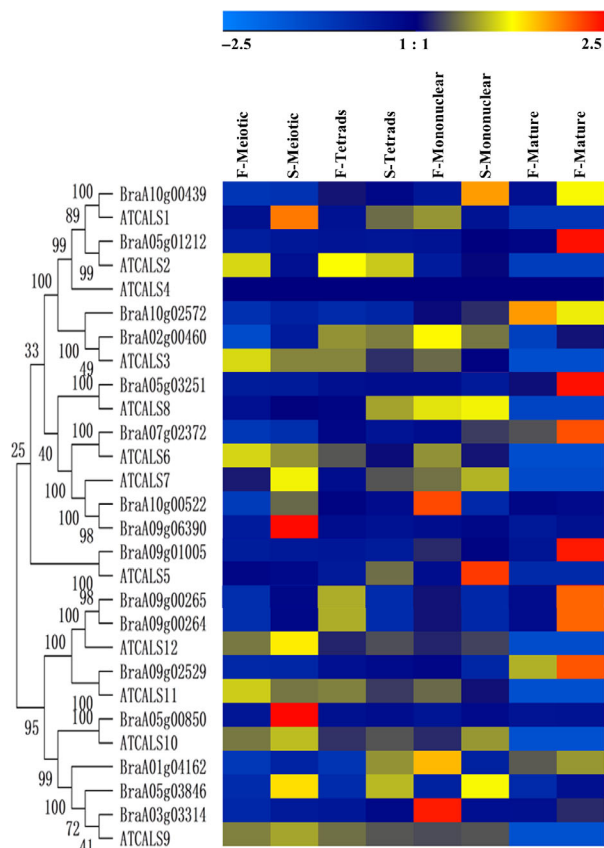 −2.5 1 : 1 2.5
F-Meiotic
S-Meiotic
F-Tetrads
S-Tetrads
F-Mononuclear
S-Mononuclear
F-Mature
F-Mature
100 BraA10g00439
89 ATCALS1
99 BraA05g01212
99 ATCALS2
100 ATCALS4
BraA10g02572
33 100 BraA02g00460
49 ATCALS3
100 BraA05g03251
ATCALS8
25 40 100 BraA07g02372
ATCALS6
ATCALS7
100 BraA10g00522
98 BraA09g06390
BraA09g01005
100 ATCALS5
98 BraA09g00265
100 BraA09g00264
100 ATCALS12
BraA09g02529
ATCALS11
100 BraA05g00850
95 100 ATCALS10
BraA01g04162
99 BraA05g03846
100 BraA03g03314
72 ATCALS9
41